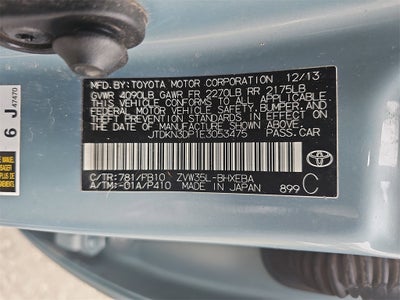 MFD. BY: TOYOTA MOTOR CORPORATION 12/13
GVWR 4090LB GAWR FR 2270LB RR 2175LB
THIS VEHICLE CONFORMS TO ALL APPLICABLE
FEDERAL MOTOR VEHICLE SAFETY, BUMPER, AND
THEFT PREVENTION STANDARDS IN EFFECT ON
THE DATE OF MANUFACTURE SHOWN ABOVE.
JTDKN3DP1E3053475 PASS. CAR
C/TR: 781/FB10 ZVW35L-BHXEBA
A/TM: -01A/P410 MADE IN JAPAN 899 C
6 J 47470